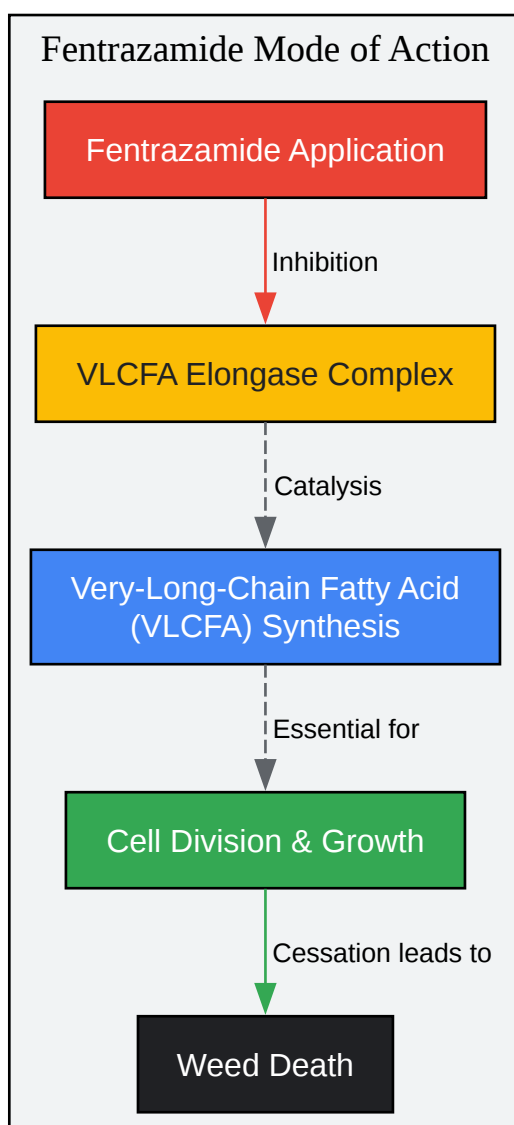 Fentrazamide Mode of Action
Fentrazamide Application
Inhibition
VLCFA Elongase Complex
Catalysis
Very-Long-Chain Fatty Acid
(VLCFA) Synthesis
Essential for
Cell Division & Growth
Cessation leads to
Weed Death